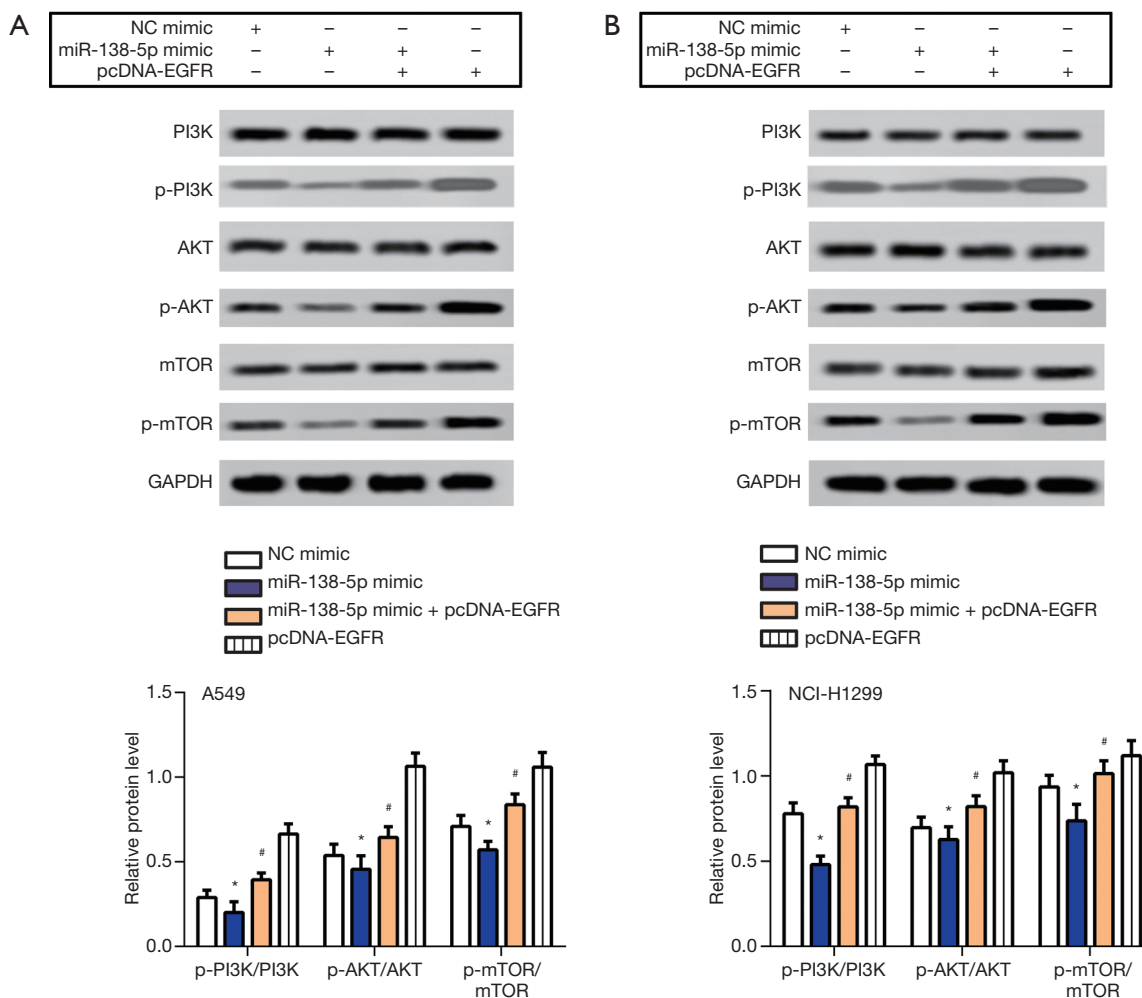 A
NC mimic + – – –
miR-138-5p mimic – + + –
pcDNA-EGFR – – + +
PI3K
p-PI3K
AKT
p-AKT
mTOR
p-mTOR
GAPDH
NC mimic
miR-138-5p mimic
miR-138-5p mimic + pcDNA-EGFR
pcDNA-EGFR
A549
Relative protein level
1.5
1.0
0.5
0.0
* # * # * #
p-PI3K/PI3K p-AKT/AKT p-mTOR/
mTOR
B
NC mimic + – – –
miR-138-5p mimic – + + –
pcDNA-EGFR – – + +
PI3K
p-PI3K
AKT
p-AKT
mTOR
p-mTOR
GAPDH
NC mimic
miR-138-5p mimic
miR-138-5p mimic + pcDNA-EGFR
pcDNA-EGFR
NCI-H1299
Relative protein level
1.5
1.0
0.5
0.0
* # * # * #
p-PI3K/PI3K p-AKT/AKT p-mTOR/
mTOR